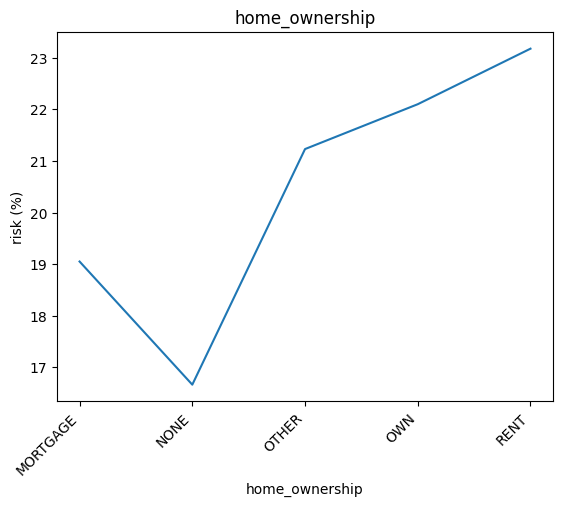 home_ownership
risk (%)
23
22
21
20
19
18
17
MORTGAGE
NONE
OTHER
OWN
RENT
home_ownership